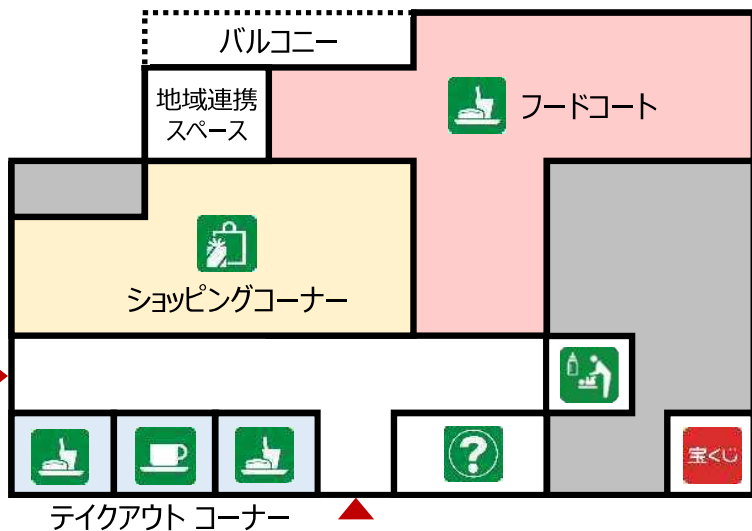 バルコニー
地域連携
スペース
フードコート
ショッピングコーナー
?
宝くじ
テイクアウト コーナー